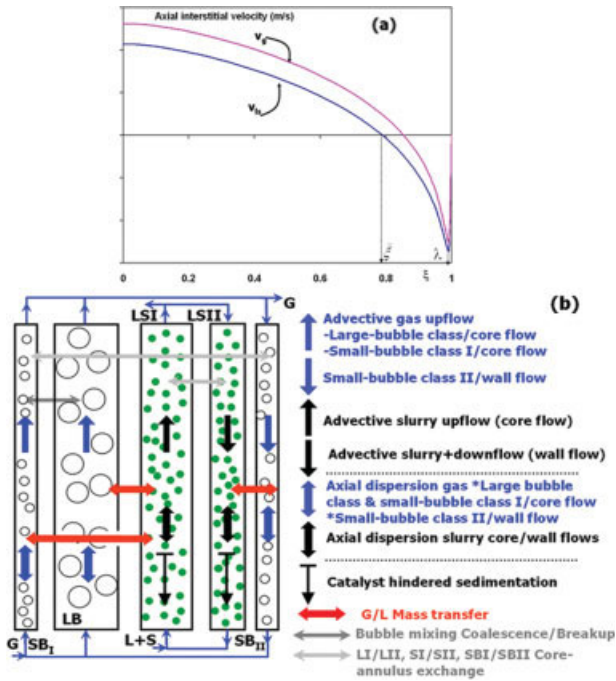 Axial interstitial velocity (m/s)
(a)
v_g
v_ls
0
0.2
0.4
0.6
0.8
1
ξ
λ
G
(b)
LSI
LSII
LB
G
SB_I
L+S
SB_II
Advective gas upflow
-Large-bubble class/core flow
-Small-bubble class I/core flow
Small-bubble class II/wall flow
Advective slurry upflow (core flow)
Advective slurry+downflow (wall flow)
Axial dispersion gas *Large bubble
class & small-bubble class I/core flow
*Small-bubble class II/wall flow
Axial dispersion slurry core/wall flows
Catalyst hindered sedimentation
G/L Mass transfer
Bubble mixing Coalescence/Breakup
LI/LII, SI/SII, SBI/SBII Core-
annulus exchange